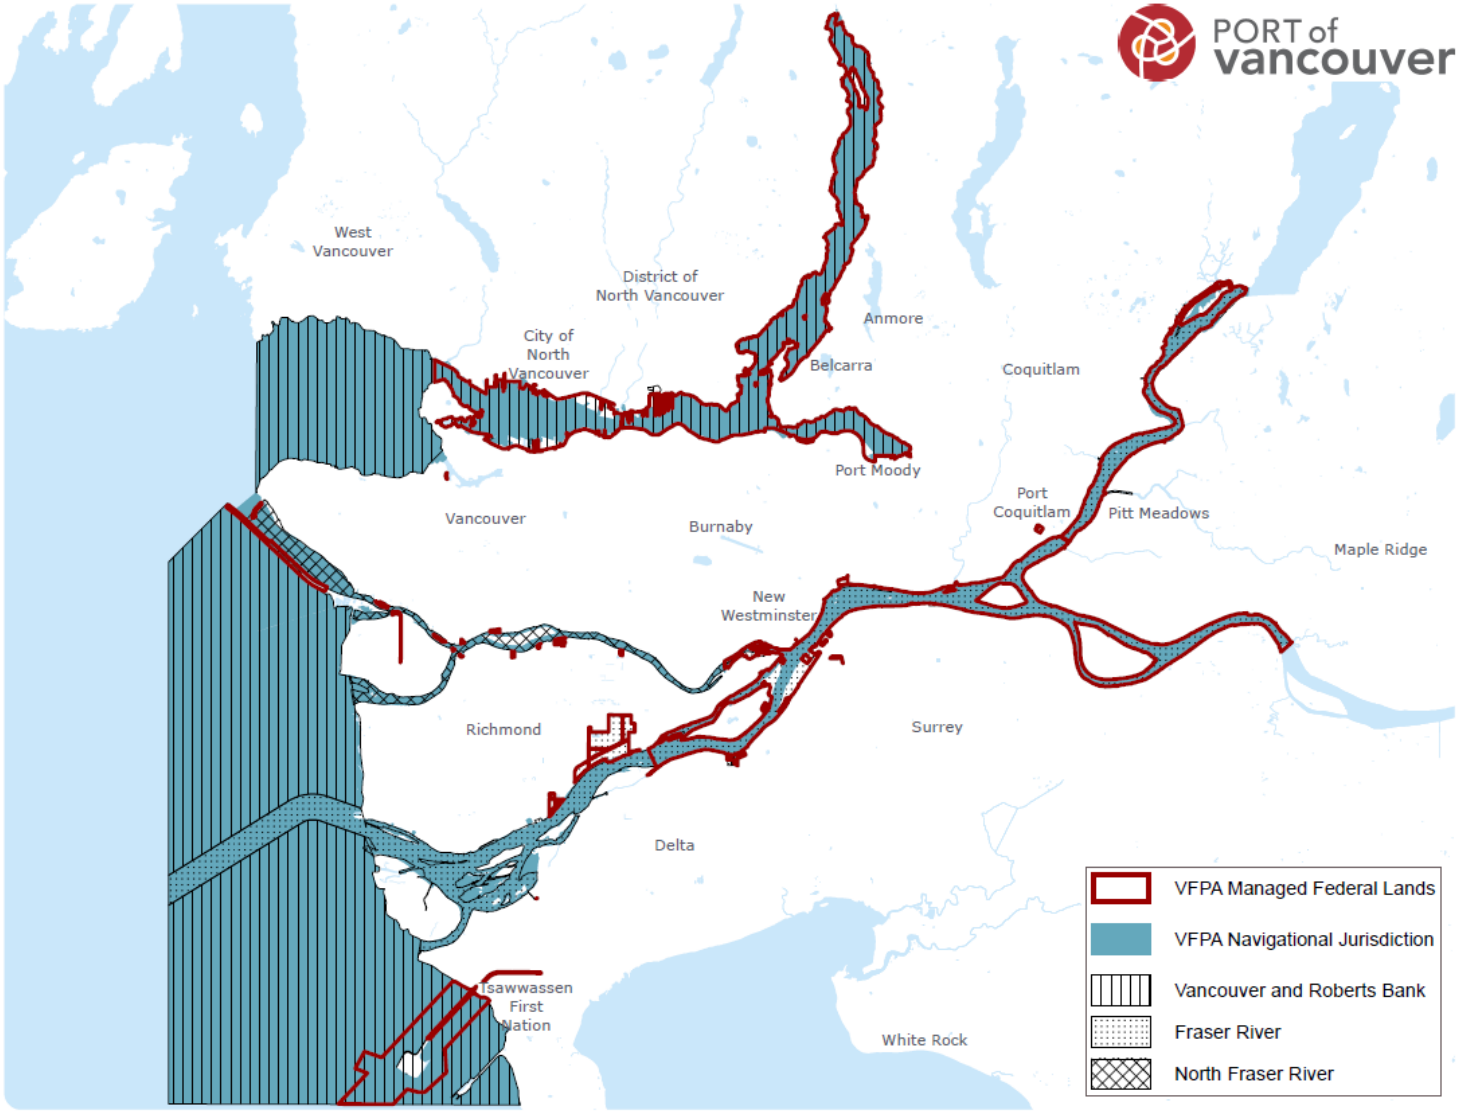 PORT of
vancouver
West
Vancouver
District of
North Vancouver
Anmore
City of
North
Vancouver
Belcarra
Coquitlam
Port Moody
Port
Coquitlam
Pitt Meadows
Vancouver
Burnaby
Maple Ridge
New
Westminster
Richmond
Surrey
Delta
Tsawwassen
First
Nation
White Rock
VFPA Managed Federal Lands
VFPA Navigational Jurisdiction
Vancouver and Roberts Bank
Fraser River
North Fraser River